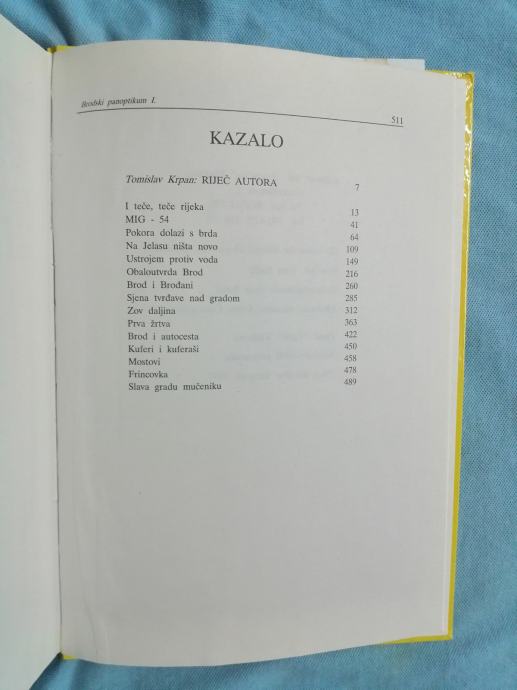 Brodski panoptikum I.
511
KAZALO
Tomislav Krpan: RIJEČ AUTORA 7
I teče, teče rijeka 13
MIG - 54 41
Pokora dolazi s brda 64
Na Jelasu ništa novo 109
Ustrojem protiv voda 149
Obaloutvrda Brod 216
Brod i Brođani 260
Sjena tvrđave nad gradom 285
Zov daljina 312
Prva žrtva 363
Brod i autocesta 422
Kuferi i kuferaši 450
Mostovi 458
Frincovka 478
Slava gradu mučeniku 489